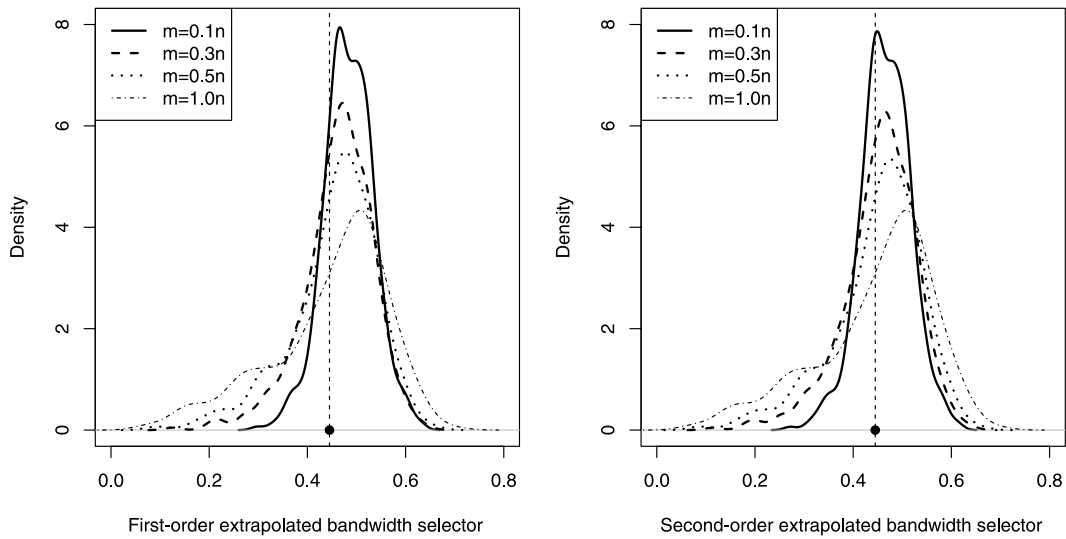 m=0.1n
m=0.3n
m=0.5n
m=1.0n
Density
0
2
4
6
8
0.0
0.2
0.4
0.6
0.8
First-order extrapolated bandwidth selector
m=0.1n
m=0.3n
m=0.5n
m=1.0n
Density
0
2
4
6
8
0.0
0.2
0.4
0.6
0.8
Second-order extrapolated bandwidth selector